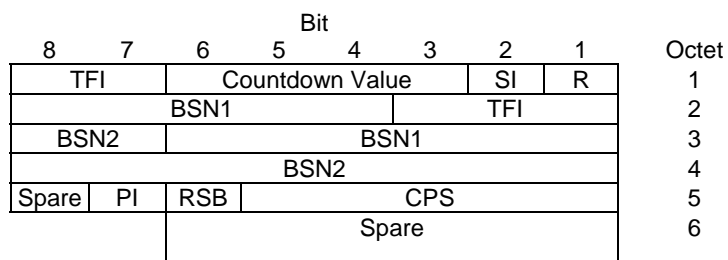 Bit
8 7 6 5 4 3 2 1 Octet
TFI Countdown Value SI R 1
BSN1 TFI 2
BSN2 BSN1 3
BSN2 4
Spare PI RSB CPS 5
Spare 6